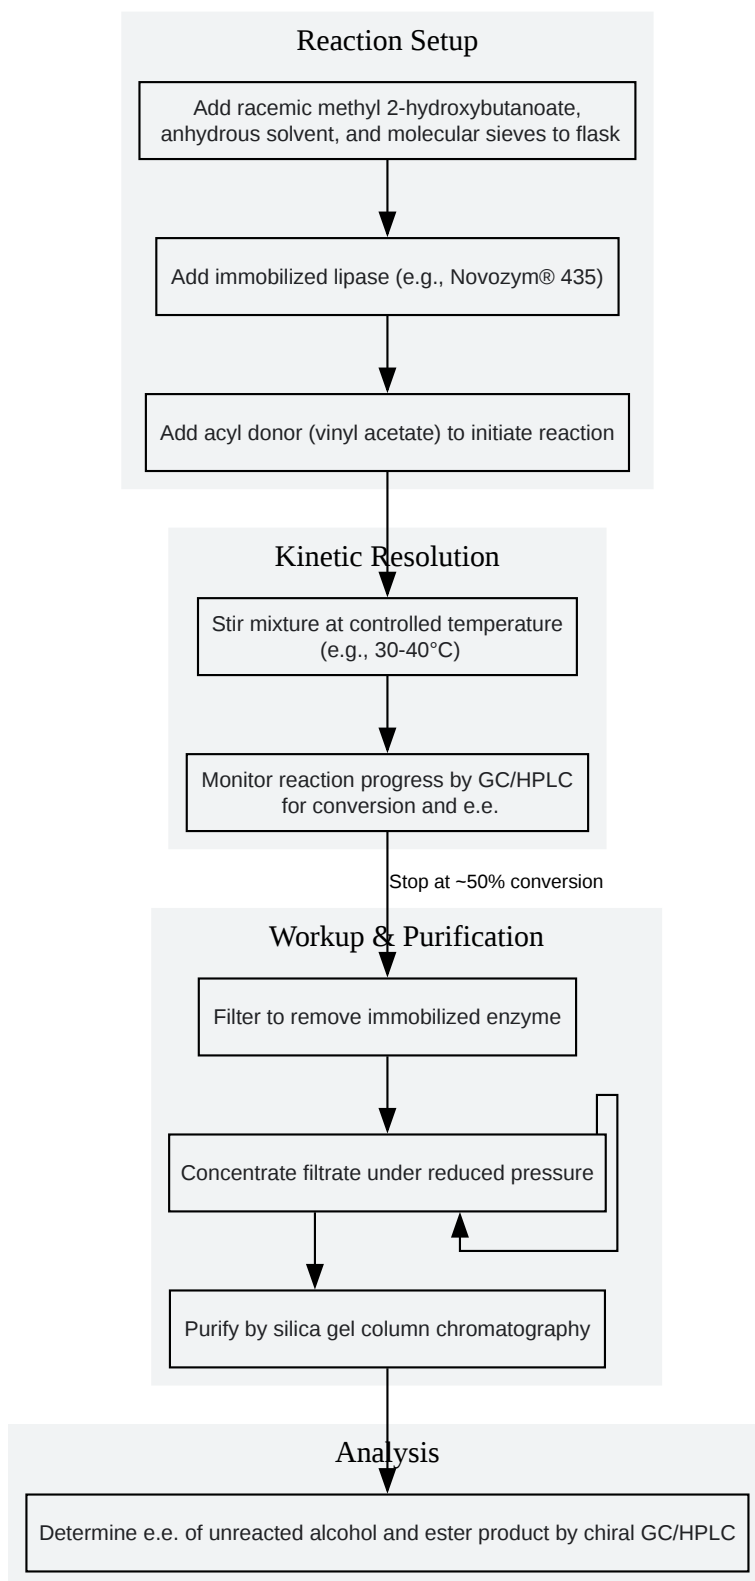 Reaction Setup
Add racemic methyl 2-hydroxybutanoate,
anhydrous solvent, and molecular sieves to flask
Add immobilized lipase (e.g., Novozym® 435)
Add acyl donor (vinyl acetate) to initiate reaction
Kinetic Resolution
Stir mixture at controlled temperature
(e.g., 30-40°C)
Monitor reaction progress by GC/HPLC
for conversion and e.e.
Stop at ~50% conversion
Workup & Purification
Filter to remove immobilized enzyme
Concentrate filtrate under reduced pressure
Purify by silica gel column chromatography
Analysis
Determine e.e. of unreacted alcohol and ester product by chiral GC/HPLC